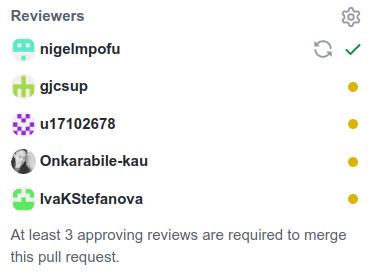 Reviewers
nigelmpofu
gjcsup
u17102678
Onkarabile-kau
IvaKStefanova
At least 3 approving reviews are required to merge
this pull request.